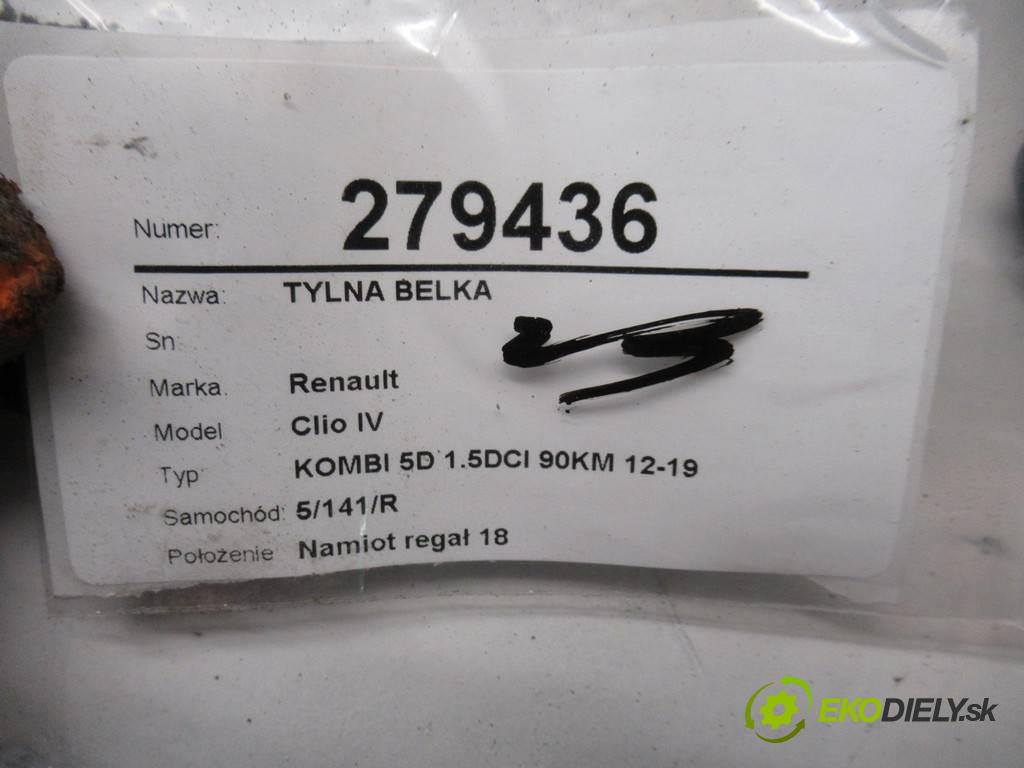 Numer: 279436
Nazwa: TYLNA BELKA
Sn
Marka. Renault
Model Clio IV
Typ KOMBI 5D 1.5DCI 90KM 12-19
Samochód: 5/141/R
Położenie Namiot regał 18
EKODIELY.sk